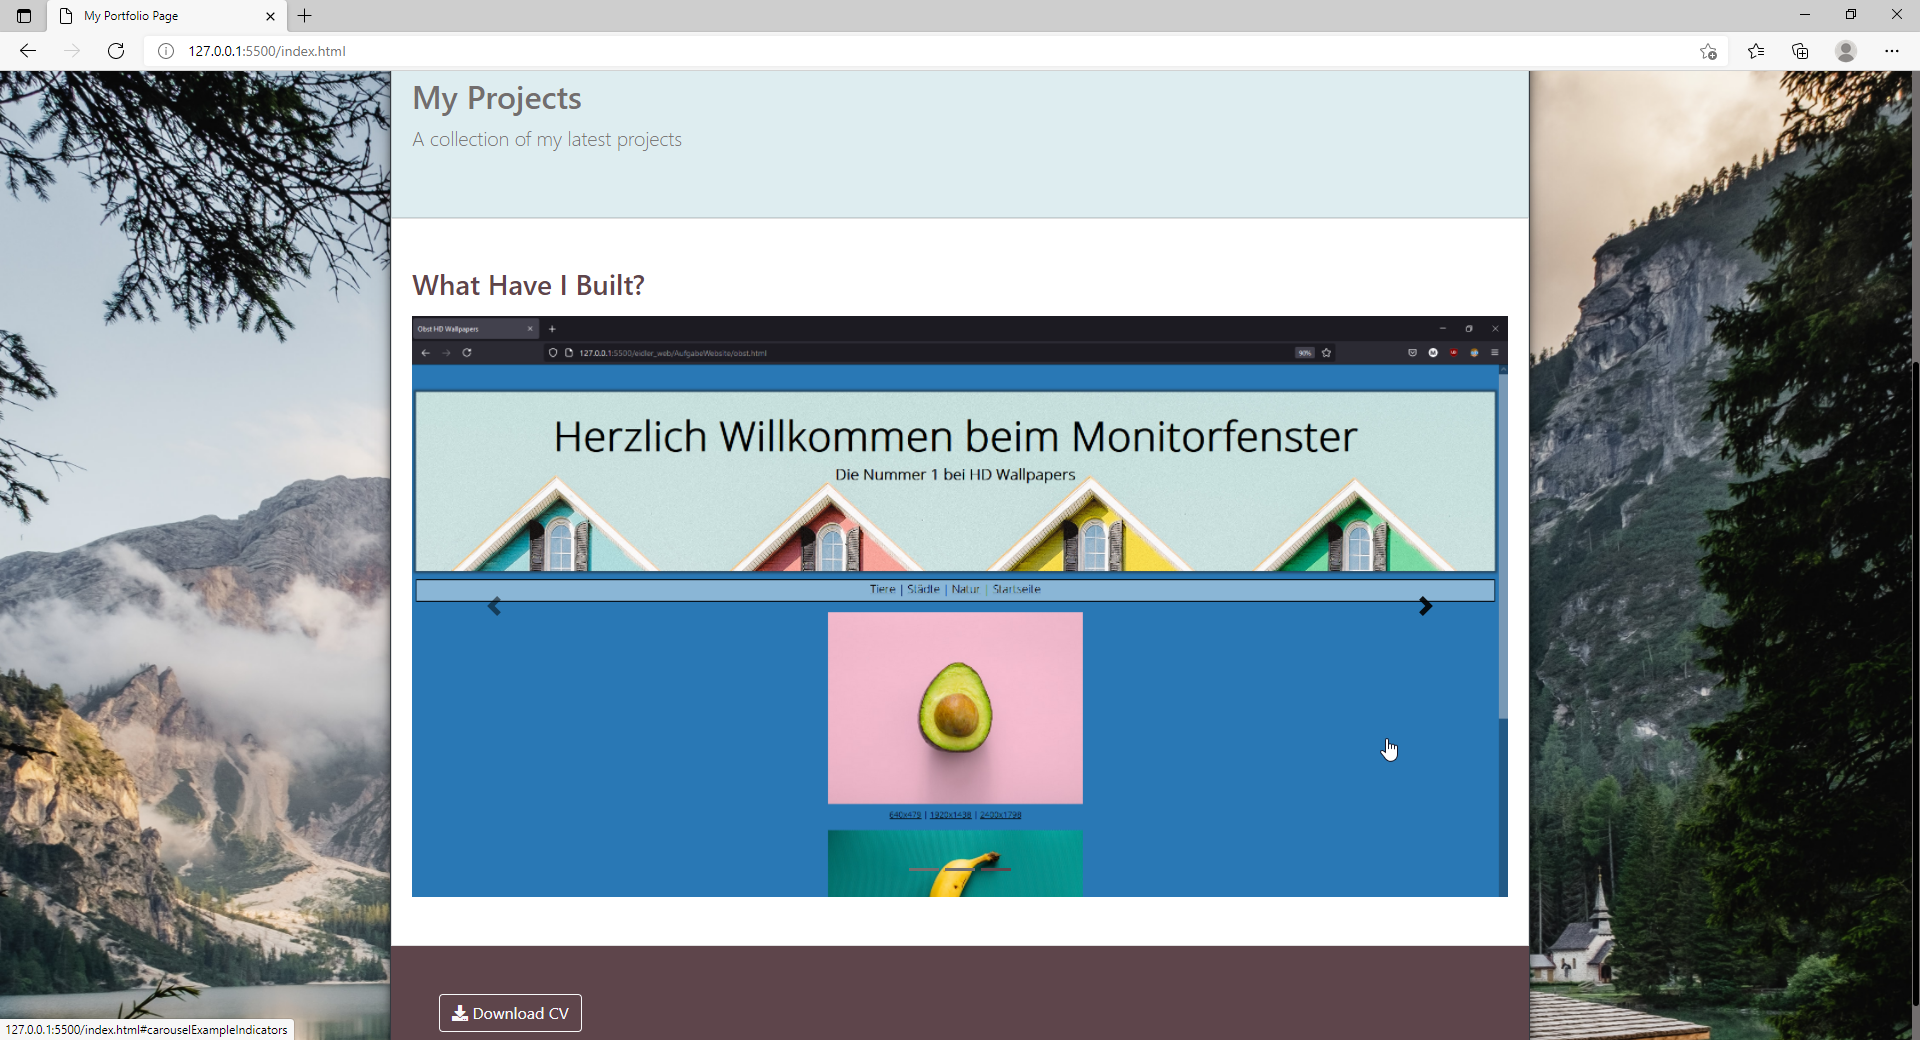 My Portfolio Page
127.0.0.1:5500/index.html
My Projects
A collection of my latest projects
What Have I Built?
Obst HD Wallpapers
127.0.0.1:5500/eidler_web/AufgabeWebsite/obst.html
90%
Herzlich Willkommen beim Monitorfenster
Die Nummer 1 bei HD Wallpapers
Tiere | Städte | Natur | Startseite
640x479 | 1920x1438 | 2400x1798
Download CV
127.0.0.1:5500/index.html#carouselExampleIndicators